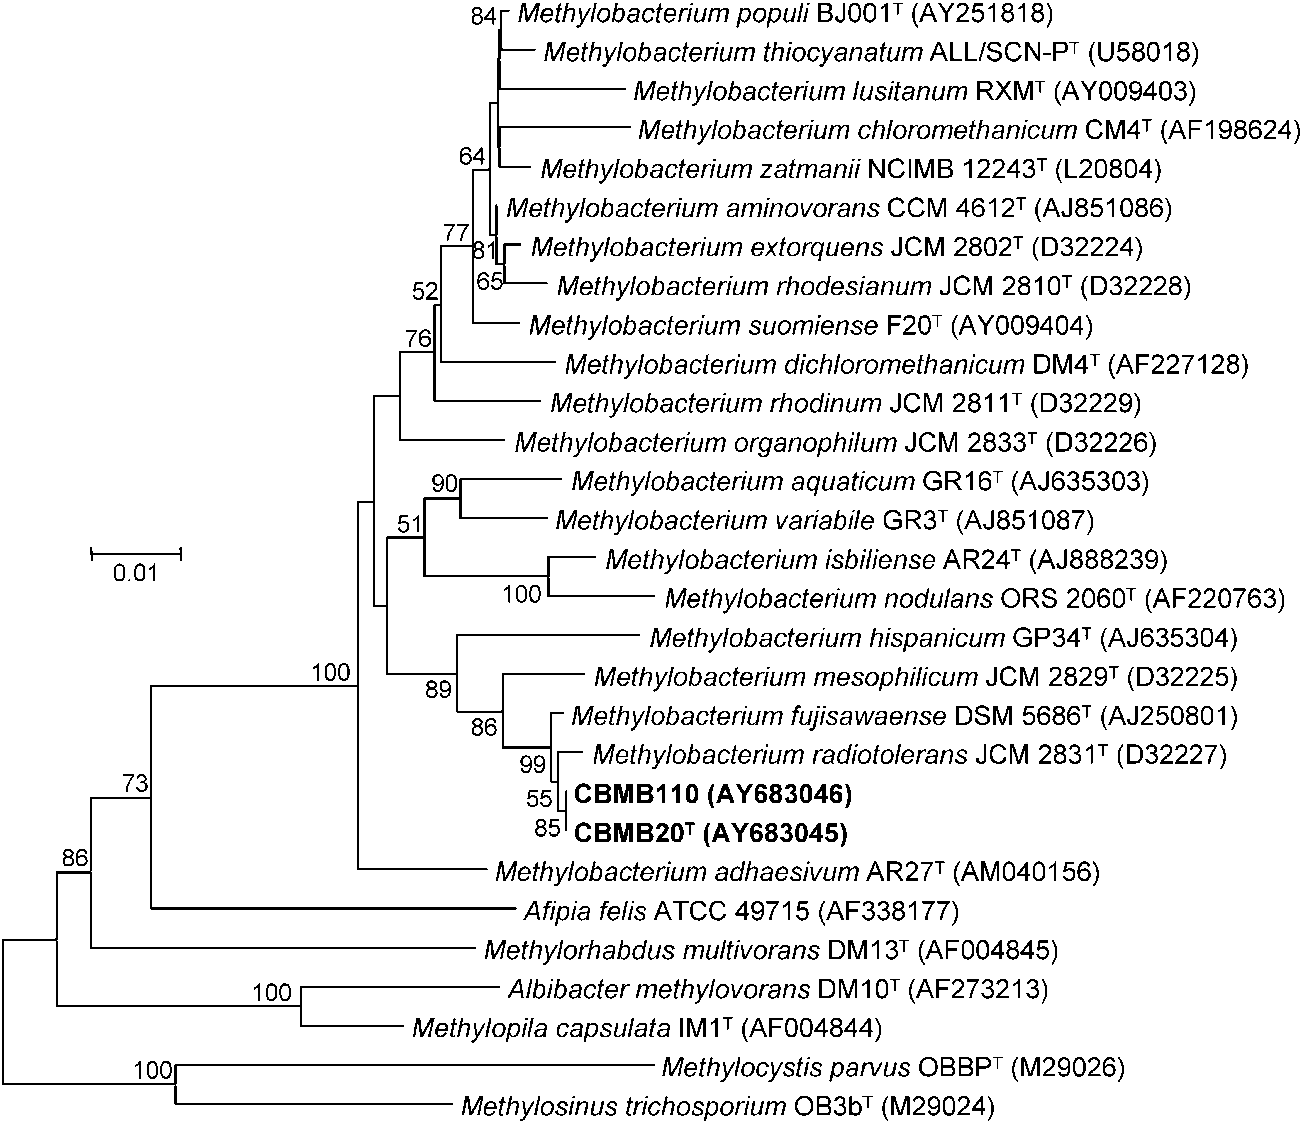 84 Methylobacterium populi BJ001ᵀ (AY251818)
Methylobacterium thiocyanatum ALL/SCN-Pᵀ (U58018)
Methylobacterium lusitanum RXMᵀ (AY009403)
Methylobacterium chloromethanicum CM4ᵀ (AF198624)
64
Methylobacterium zatmanii NCIMB 12243ᵀ (L20804)
Methylobacterium aminovorans CCM 4612ᵀ (AJ851086)
77
81 Methylobacterium extorquens JCM 2802ᵀ (D32224)
65 Methylobacterium rhodesianum JCM 2810ᵀ (D32228)
52
Methylobacterium suomiense F20ᵀ (AY009404)
76
Methylobacterium dichloromethanicum DM4ᵀ (AF227128)
Methylobacterium rhodinum JCM 2811ᵀ (D32229)
Methylobacterium organophilum JCM 2833ᵀ (D32226)
90 Methylobacterium aquaticum GR16ᵀ (AJ635303)
51 Methylobacterium variabile GR3ᵀ (AJ851087)
Methylobacterium isbiliense AR24ᵀ (AJ888239)
0.01
100 Methylobacterium nodulans ORS 2060ᵀ (AF220763)
Methylobacterium hispanicum GP34ᵀ (AJ635304)
100
Methylobacterium mesophilicum JCM 2829ᵀ (D32225)
89
Methylobacterium fujisawaense DSM 5686ᵀ (AJ250801)
86
Methylobacterium radiotolerans JCM 2831ᵀ (D32227)
99
73
55 CBMB110 (AY683046)
85 CBMB20ᵀ (AY683045)
86
Methylobacterium adhaesivum AR27ᵀ (AM040156)
Afipia felis ATCC 49715 (AF338177)
Methylorhabdus multivorans DM13ᵀ (AF004845)
100 Albibacter methylovorans DM10ᵀ (AF273213)
Methylopila capsulata IM1ᵀ (AF004844)
100 Methylocystis parvus OBBPᵀ (M29026)
Methylosinus trichosporium OB3bᵀ (M29024)